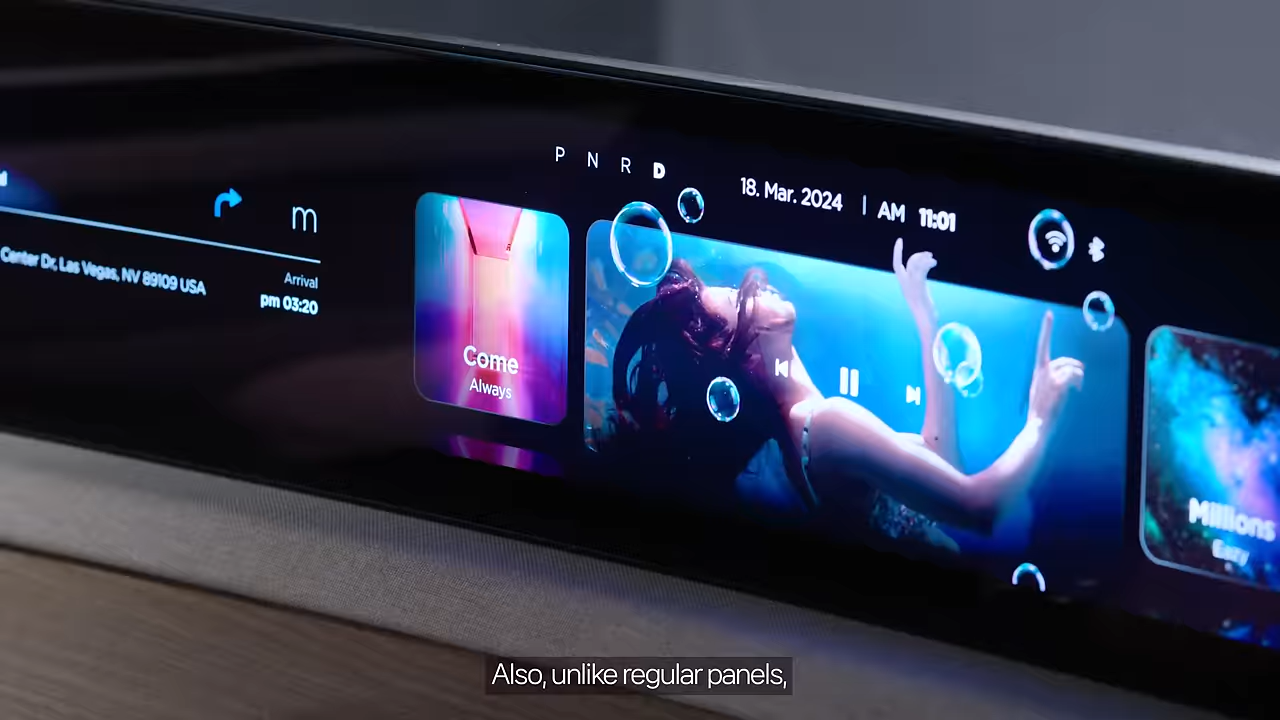 P N R D
18. Mar. 2024 | AM 11:01
m
Center Dr, Las Vegas, NV 89109 USA
Arrival
pm 03:20
Come
Always
Millions
Eazy
Also, unlike regular panels,